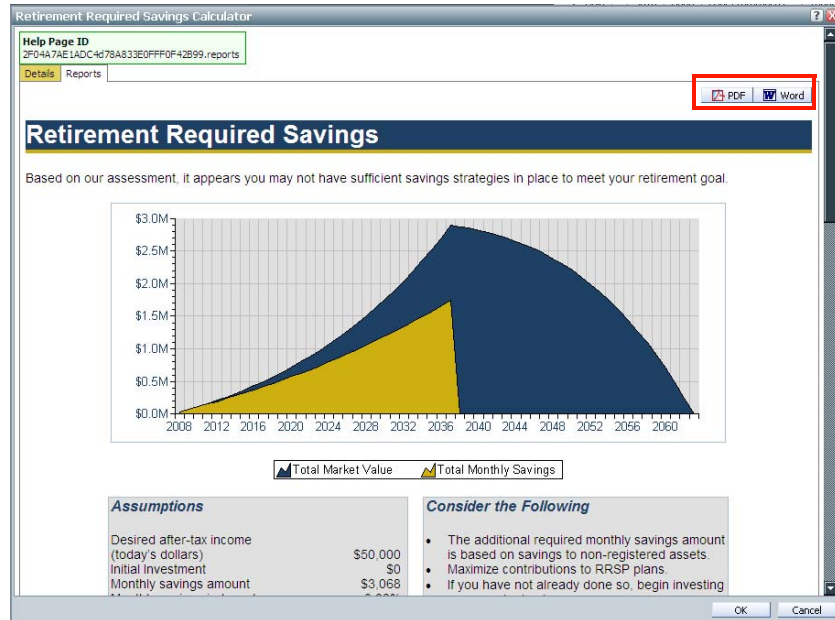 Retirement Required Savings Calculator
Help Page ID
2F04A7AE1ADC4d78A833E0FFF0F42B99.reports
Details Reports
PDF Word
Retirement Required Savings
Based on our assessment, it appears you may not have sufficient savings strategies in place to meet your retirement goal.
$3.0M
$2.5M
$2.0M
$1.5M
$1.0M
$0.5M
$0.0M
2008 2012 2016 2020 2024 2028 2032 2036 2040 2044 2048 2052 2056 2060
Total Market Value Total Monthly Savings
Assumptions
Desired after-tax income
(today's dollars) $50,000
Initial Investment $0
Monthly savings amount $3,068
Consider the Following
• The additional required monthly savings amount
is based on savings to non-registered assets.
• Maximize contributions to RRSP plans.
• If you have not already done so, begin investing
OK Cancel